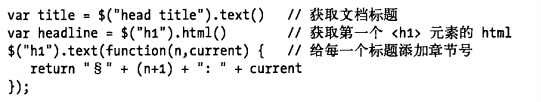 var title = $("head title").text()   // 获取文档标题
var headline = $("h1").html()        // 获取第一个 <h1> 元素的 html
$("h1").text(function(n,current) {   // 给每一个标题添加章节号
   return "§" + (n+1) + ": " + current
});